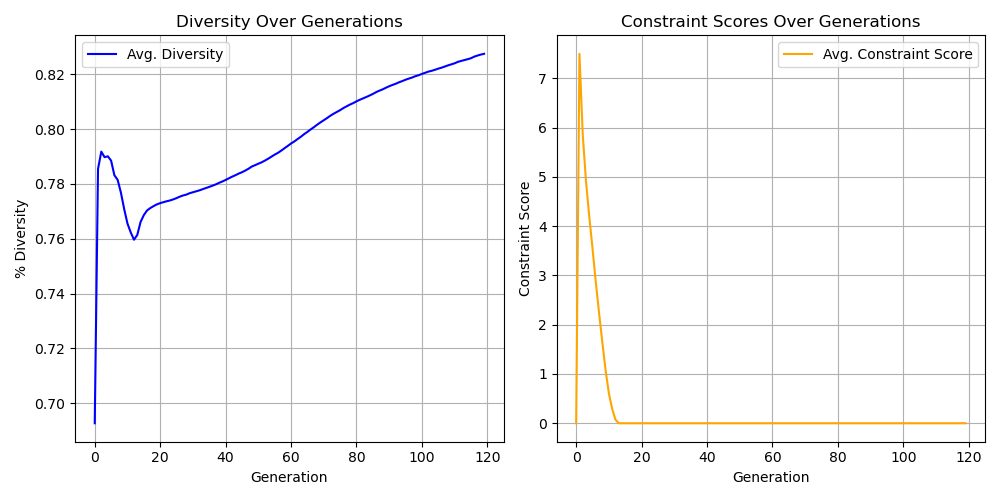 Diversity Over Generations
Avg. Diversity
% Diversity
0.82
0.80
0.78
0.76
0.74
0.72
0.70
0 20 40 60 80 100 120
Generation
Constraint Scores Over Generations
Avg. Constraint Score
Constraint Score
7
6
5
4
3
2
1
0
0 20 40 60 80 100 120
Generation